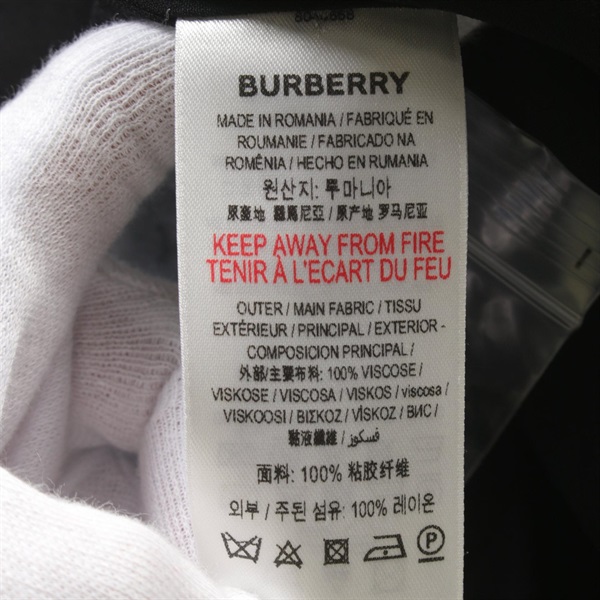 BURBERRY
MADE IN ROMANIA / FABRIQUÉ EN
ROUMANIE / FABRICADO NA
ROMÊNIA / HECHO EN RUMANIA
원산지: 루마니아
原產地 羅馬尼亞 / 原产地 罗马尼亚
KEEP AWAY FROM FIRE
TENIR À L'ECART DU FEU
OUTER / MAIN FABRIC / TISSU
EXTÉRIEUR / PRINCIPAL / EXTERIOR -
COMPOSITION PRINCIPAL /
外部/主要布料: 100% VISCOSE /
VISKOSE / VISCOSA / VISKOS / viscosa /
VISKOOSI / ΒΙΣΚΟΖ / VİSKOZ / ВИС /
黏液纖維 / فسكوز
面料: 100% 粘胶纤维
외부 / 주된 섬유: 100% 레이온
P